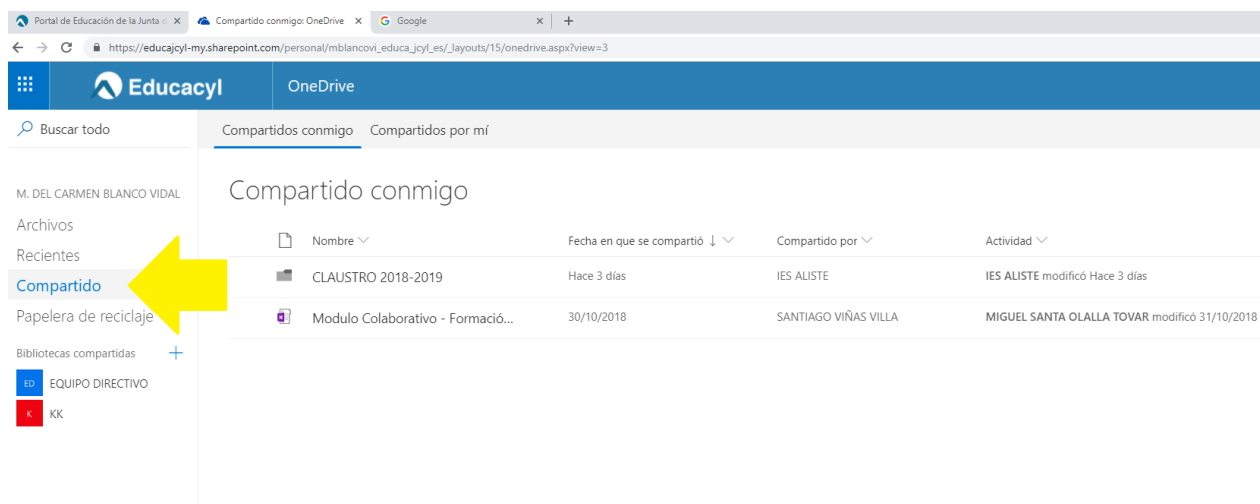 Portal de Educación de la Junta d
Compartido conmigo: OneDrive
G Google
https://educajcyl-my.sharepoint.com/personal/mblancovi_educa_jcyl_es/_layouts/15/onedrive.aspx?view=3
Educacyl
OneDrive
Buscar todo
Compartidos conmigo Compartidos por mí
M. DEL CARMEN BLANCO VIDAL
Compartido conmigo
Archivos
Recientes
Compartido
Papelera de reciclaje
Bibliotecas compartidas
ED EQUIPO DIRECTIVO
K KK
Nombre Fecha en que se compartió Compartido por Actividad
CLAUSTRO 2018-2019 Hace 3 días IES ALISTE IES ALISTE modificó Hace 3 días
Modulo Colaborativo - Formació... 30/10/2018 SANTIAGO VIÑAS VILLA MIGUEL SANTA OLALLA TOVAR modificó 31/10/2018